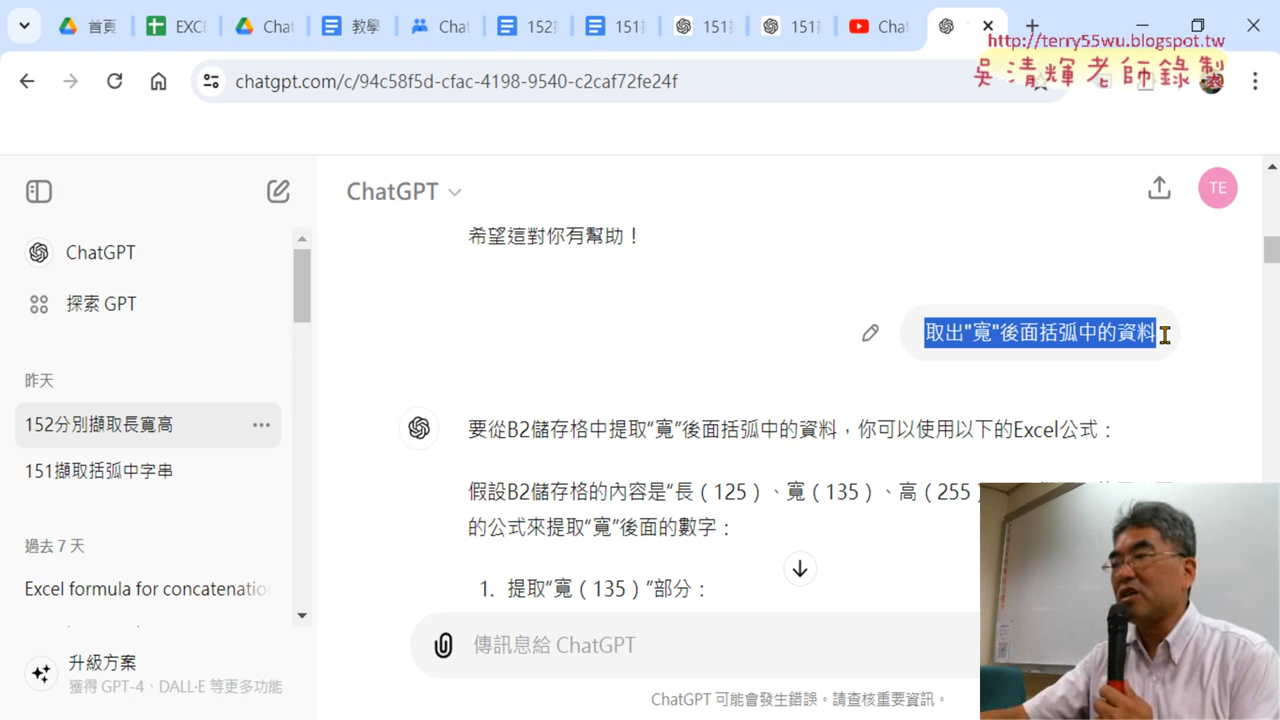 首頁
EXC
Chat
教學
Chat
152
151
151
151
Chat
http://terry55wu.blogspot.tw
吳清輝老師錄製
chatgpt.com/c/94c58f5d-cfac-4198-9540-c2caf72fe24f
ChatGPT
TE
ChatGPT
探索 GPT
昨天
152分別擷取長寬高
151擷取括弧中字串
過去 7 天
Excel formula for concatenatio
升級方案
獲得 GPT-4、DALL·E 等更多功能
希望這對你有幫助！
取出"寬"後面括弧中的資料
要從B2儲存格中提取“寬”後面括弧中的資料，你可以使用以下的Excel公式：
假設B2儲存格的內容是“長（125）、寬（135）、高（255
的公式來提取“寬”後面的數字：
1. 提取“寬（135）”部分：
傳訊息給 ChatGPT
ChatGPT 可能會發生錯誤。請查核重要資訊。